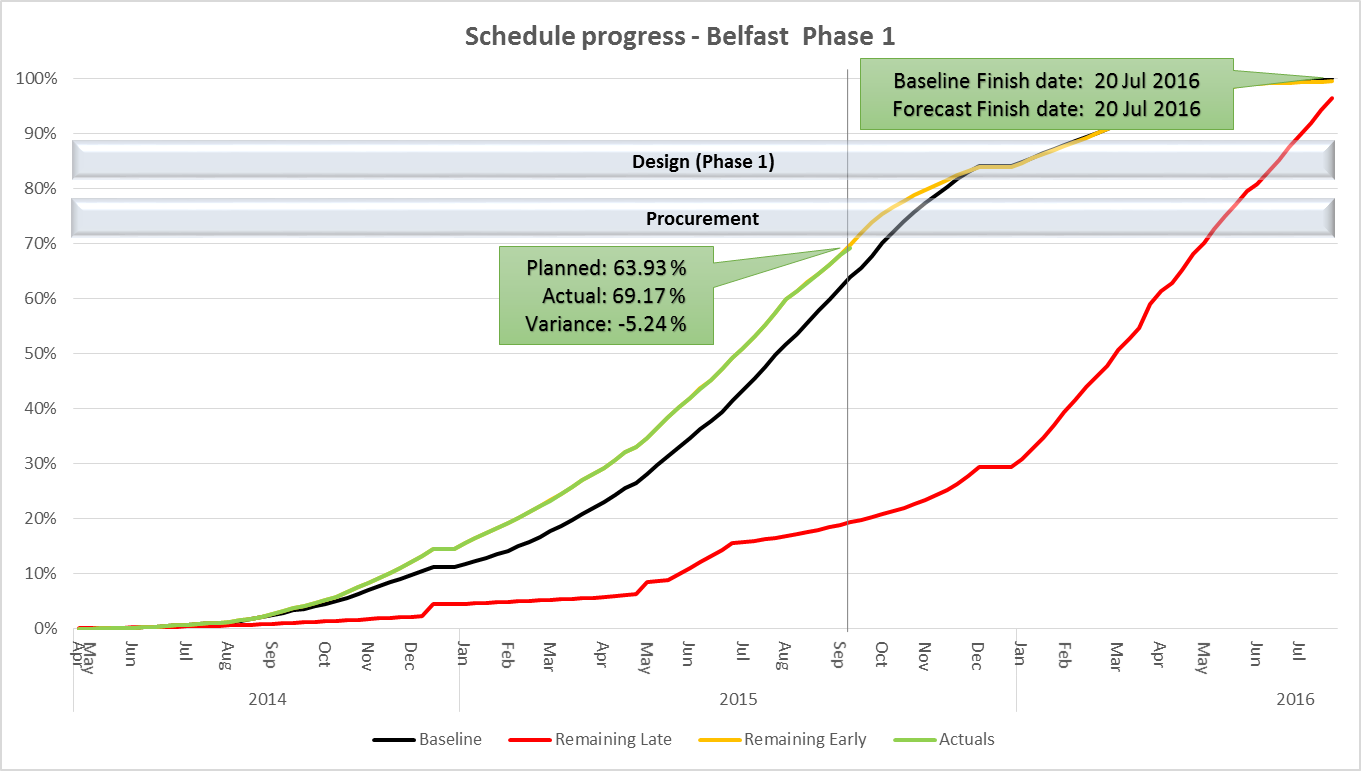 Schedule progress - Belfast Phase 1
Baseline Finish date: 20 Jul 2016
Forecast Finish date: 20 Jul 2016
100%
90%
80%
70%
60%
50%
40%
30%
20%
10%
0%
Design (Phase 1)
Procurement
Planned: 63.93 %
Actual: 69.17 %
Variance: -5.24 %
Apr May Jun Jul Aug Sep Oct Nov Dec Jan Feb Mar Apr May Jun Jul Aug Sep Oct Nov Dec Jan Feb Mar Apr May Jun Jul
2014 2015 2016
Baseline Remaining Late Remaining Early Actuals